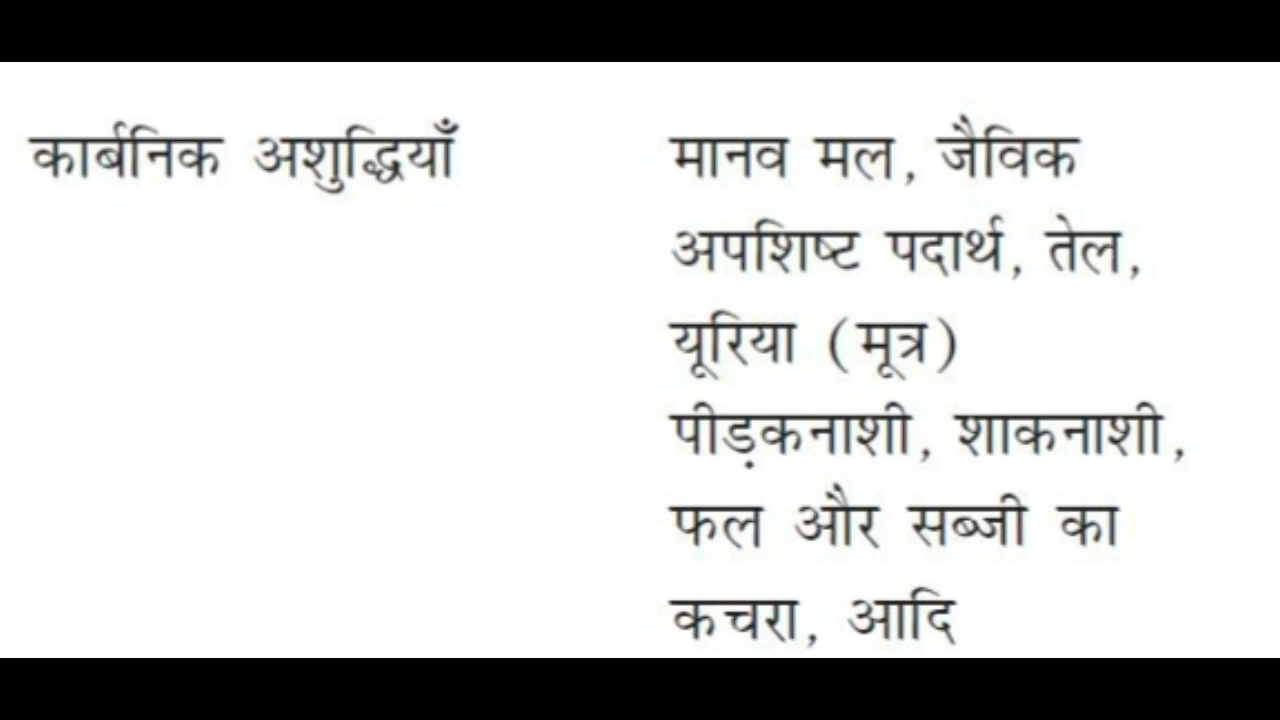 कार्बनिक अशुद्धियाँ मानव मल, जैविक
अपशिष्ट पदार्थ, तेल,
यूरिया (मूत्र)
पीड़कनाशी, शाकनाशी,
फल और सब्जी का
कचरा, आदि